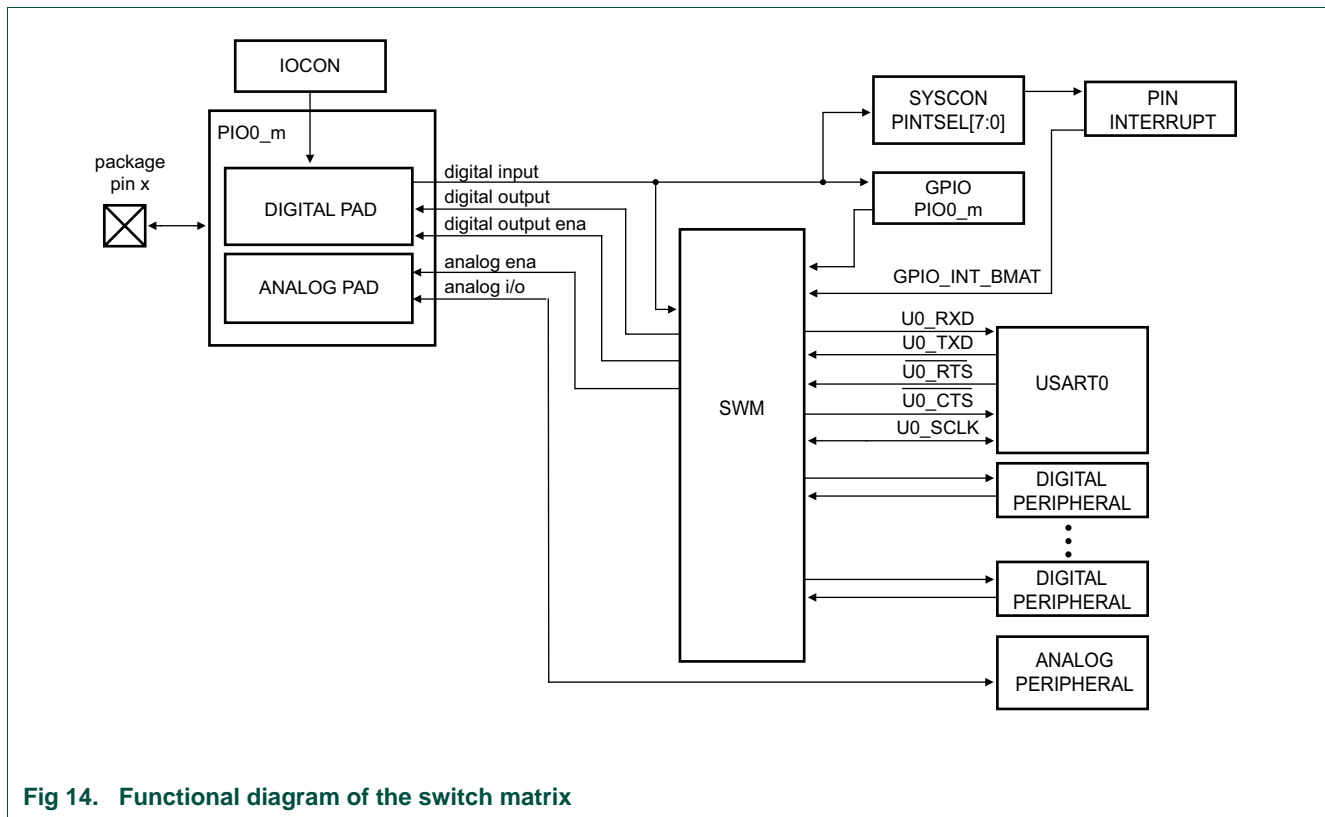 IOCON
SYSCON
PINTSEL[7:0]
PIN
INTERRUPT
PIO0_m
package
pin x
DIGITAL PAD
ANALOG PAD
digital input
digital output
digital output ena
analog ena
analog i/o
GPIO
PIO0_m
GPIO_INT_BMAT
SWM
U0_RXD
U0_TXD
U0_RTS
U0_CTS
U0_SCLK
USART0
DIGITAL
PERIPHERAL
DIGITAL
PERIPHERAL
ANALOG
PERIPHERAL
Fig 14. Functional diagram of the switch matrix